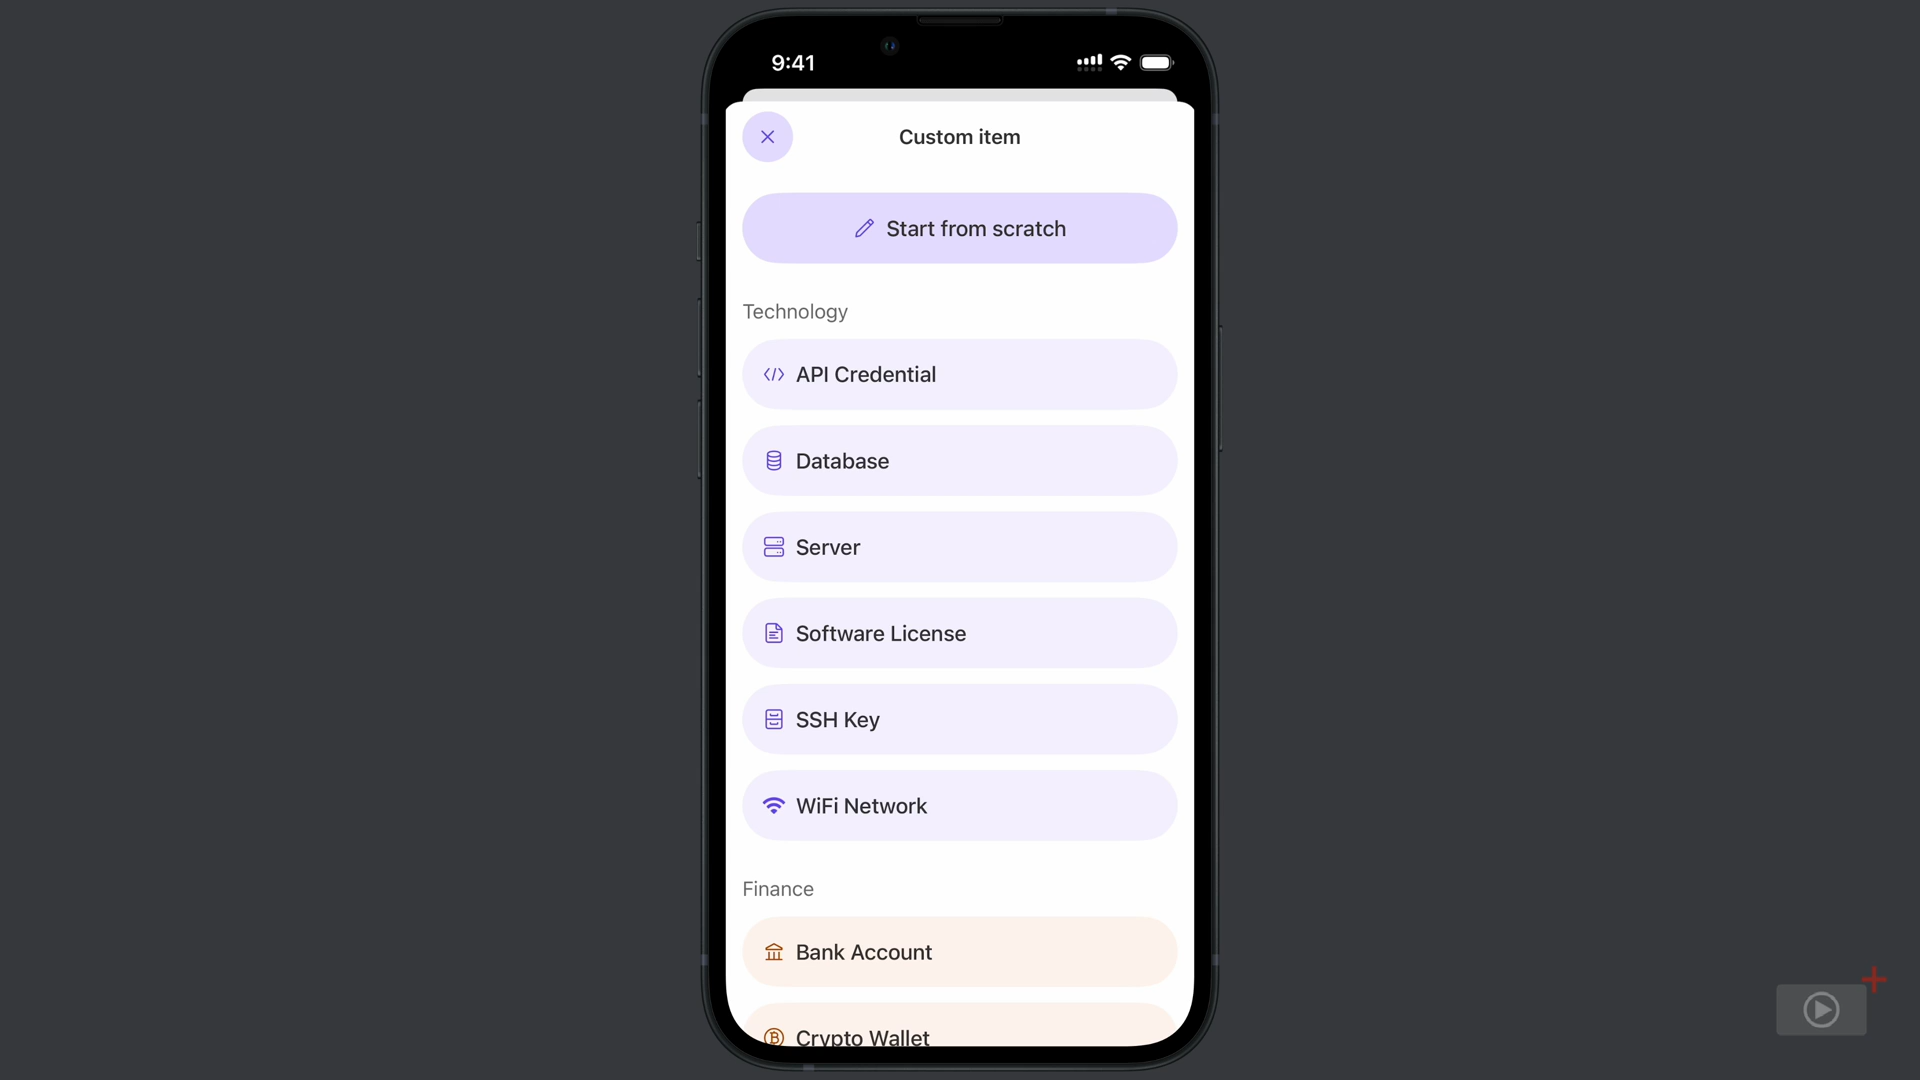 9:41
Custom item
Start from scratch
Technology
API Credential
Database
Server
Software License
SSH Key
WiFi Network
Finance
Bank Account
Crypto Wallet